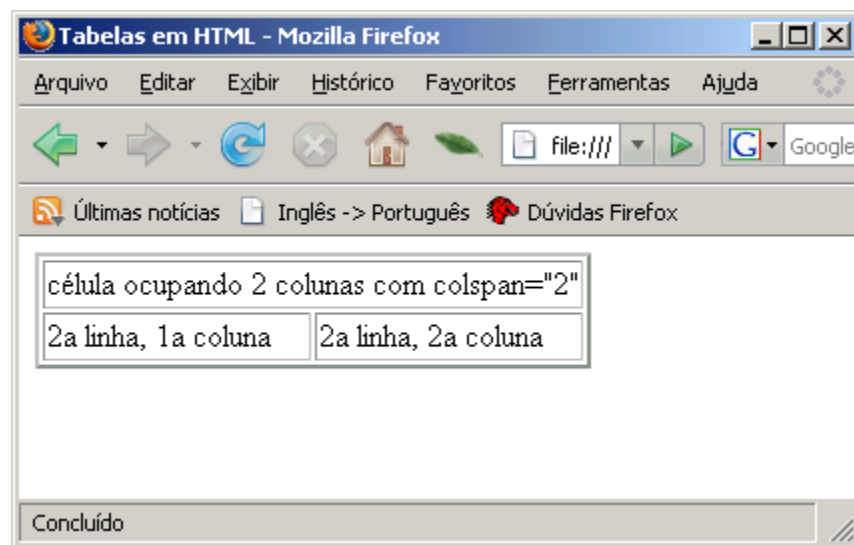 Tabelas em HTML - Mozilla Firefox
Arquivo Editar Exibir Histórico Favoritos Ferramentas Ajuda
file:/// G Google
Últimas notícias Inglês -> Português Dúvidas Firefox
célula ocupando 2 colunas com colspan="2"
2a linha, 1a coluna 2a linha, 2a coluna
Concluído